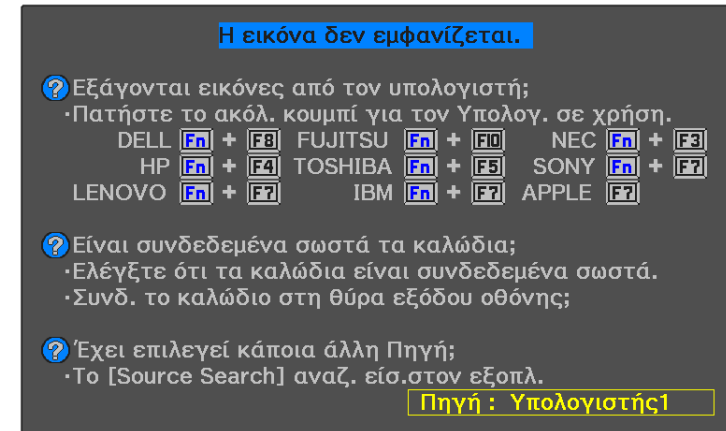 Η εικόνα δεν εμφανίζεται.
? Εξάγονται εικόνες από τον υπολογιστή;
·Πατήστε το ακόλ. κουμπί για τον Υπολογ. σε χρήση.
DELL Fn + F8 FUJITSU Fn + F10 NEC Fn + F3
HP Fn + F4 TOSHIBA Fn + F5 SONY Fn + F7
LENOVO Fn + F7 IBM Fn + F7 APPLE F7
? Είναι συνδεδεμένα σωστά τα καλώδια;
·Ελέγξτε ότι τα καλώδια είναι συνδεδεμένα σωστά.
·Συνδ. το καλώδιο στη θύρα εξόδου οθόνης;
? Έχει επιλεγεί κάποια άλλη Πηγή;
·Το [Source Search] αναζ. είσ.στον εξοπλ.
Πηγή : Υπολογιστής1